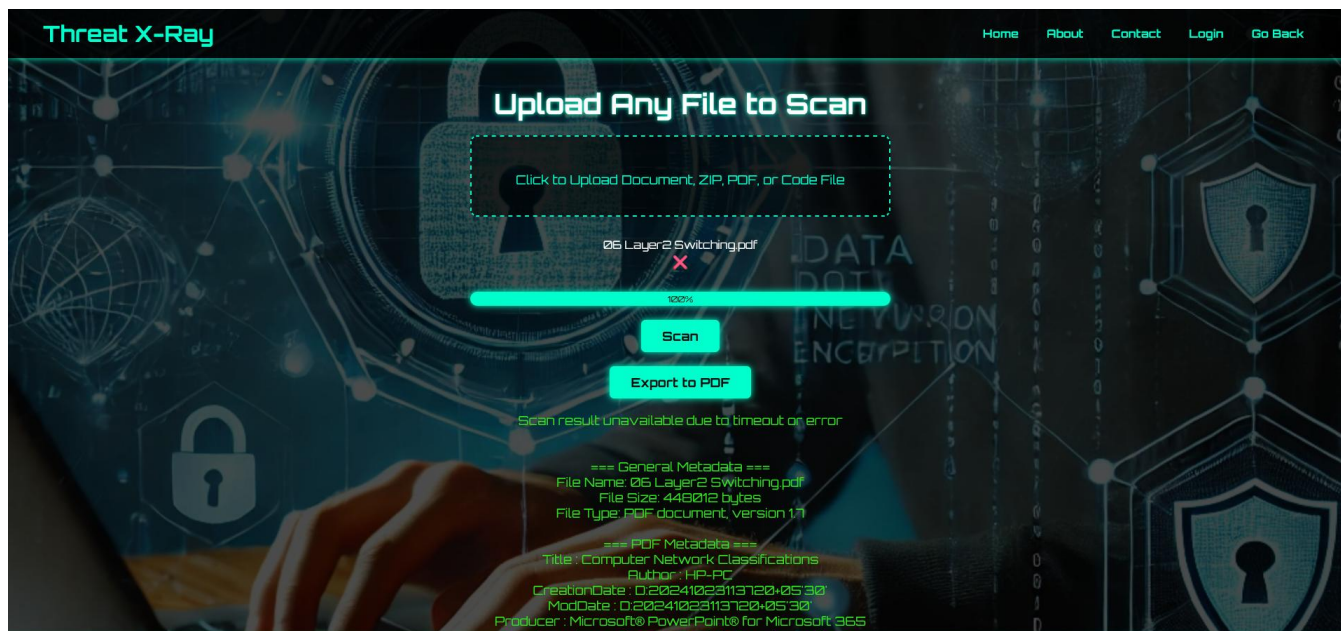 Threat X-Ray
Home About Contact Login Go Back
Upload Any File to Scan
Click to Upload Document, ZIP, PDF, or Code File
06 Layer2 Switching.pdf
100%
Scan
Export to PDF
Scan result unavailable due to timeout or error
=== General Metadata ===
File Name: 06 Layer2 Switching.pdf
File Size: 448012 bytes
File Type: PDF document, version 1.7
=== PDF Metadata ===
Title : Computer Network Classifications
Author : HP-PC
CreationDate : D:20241023113720+05'30'
ModDate : D:20241023113720+05'30'
Producer : Microsoft® PowerPoint® for Microsoft 365
DATA